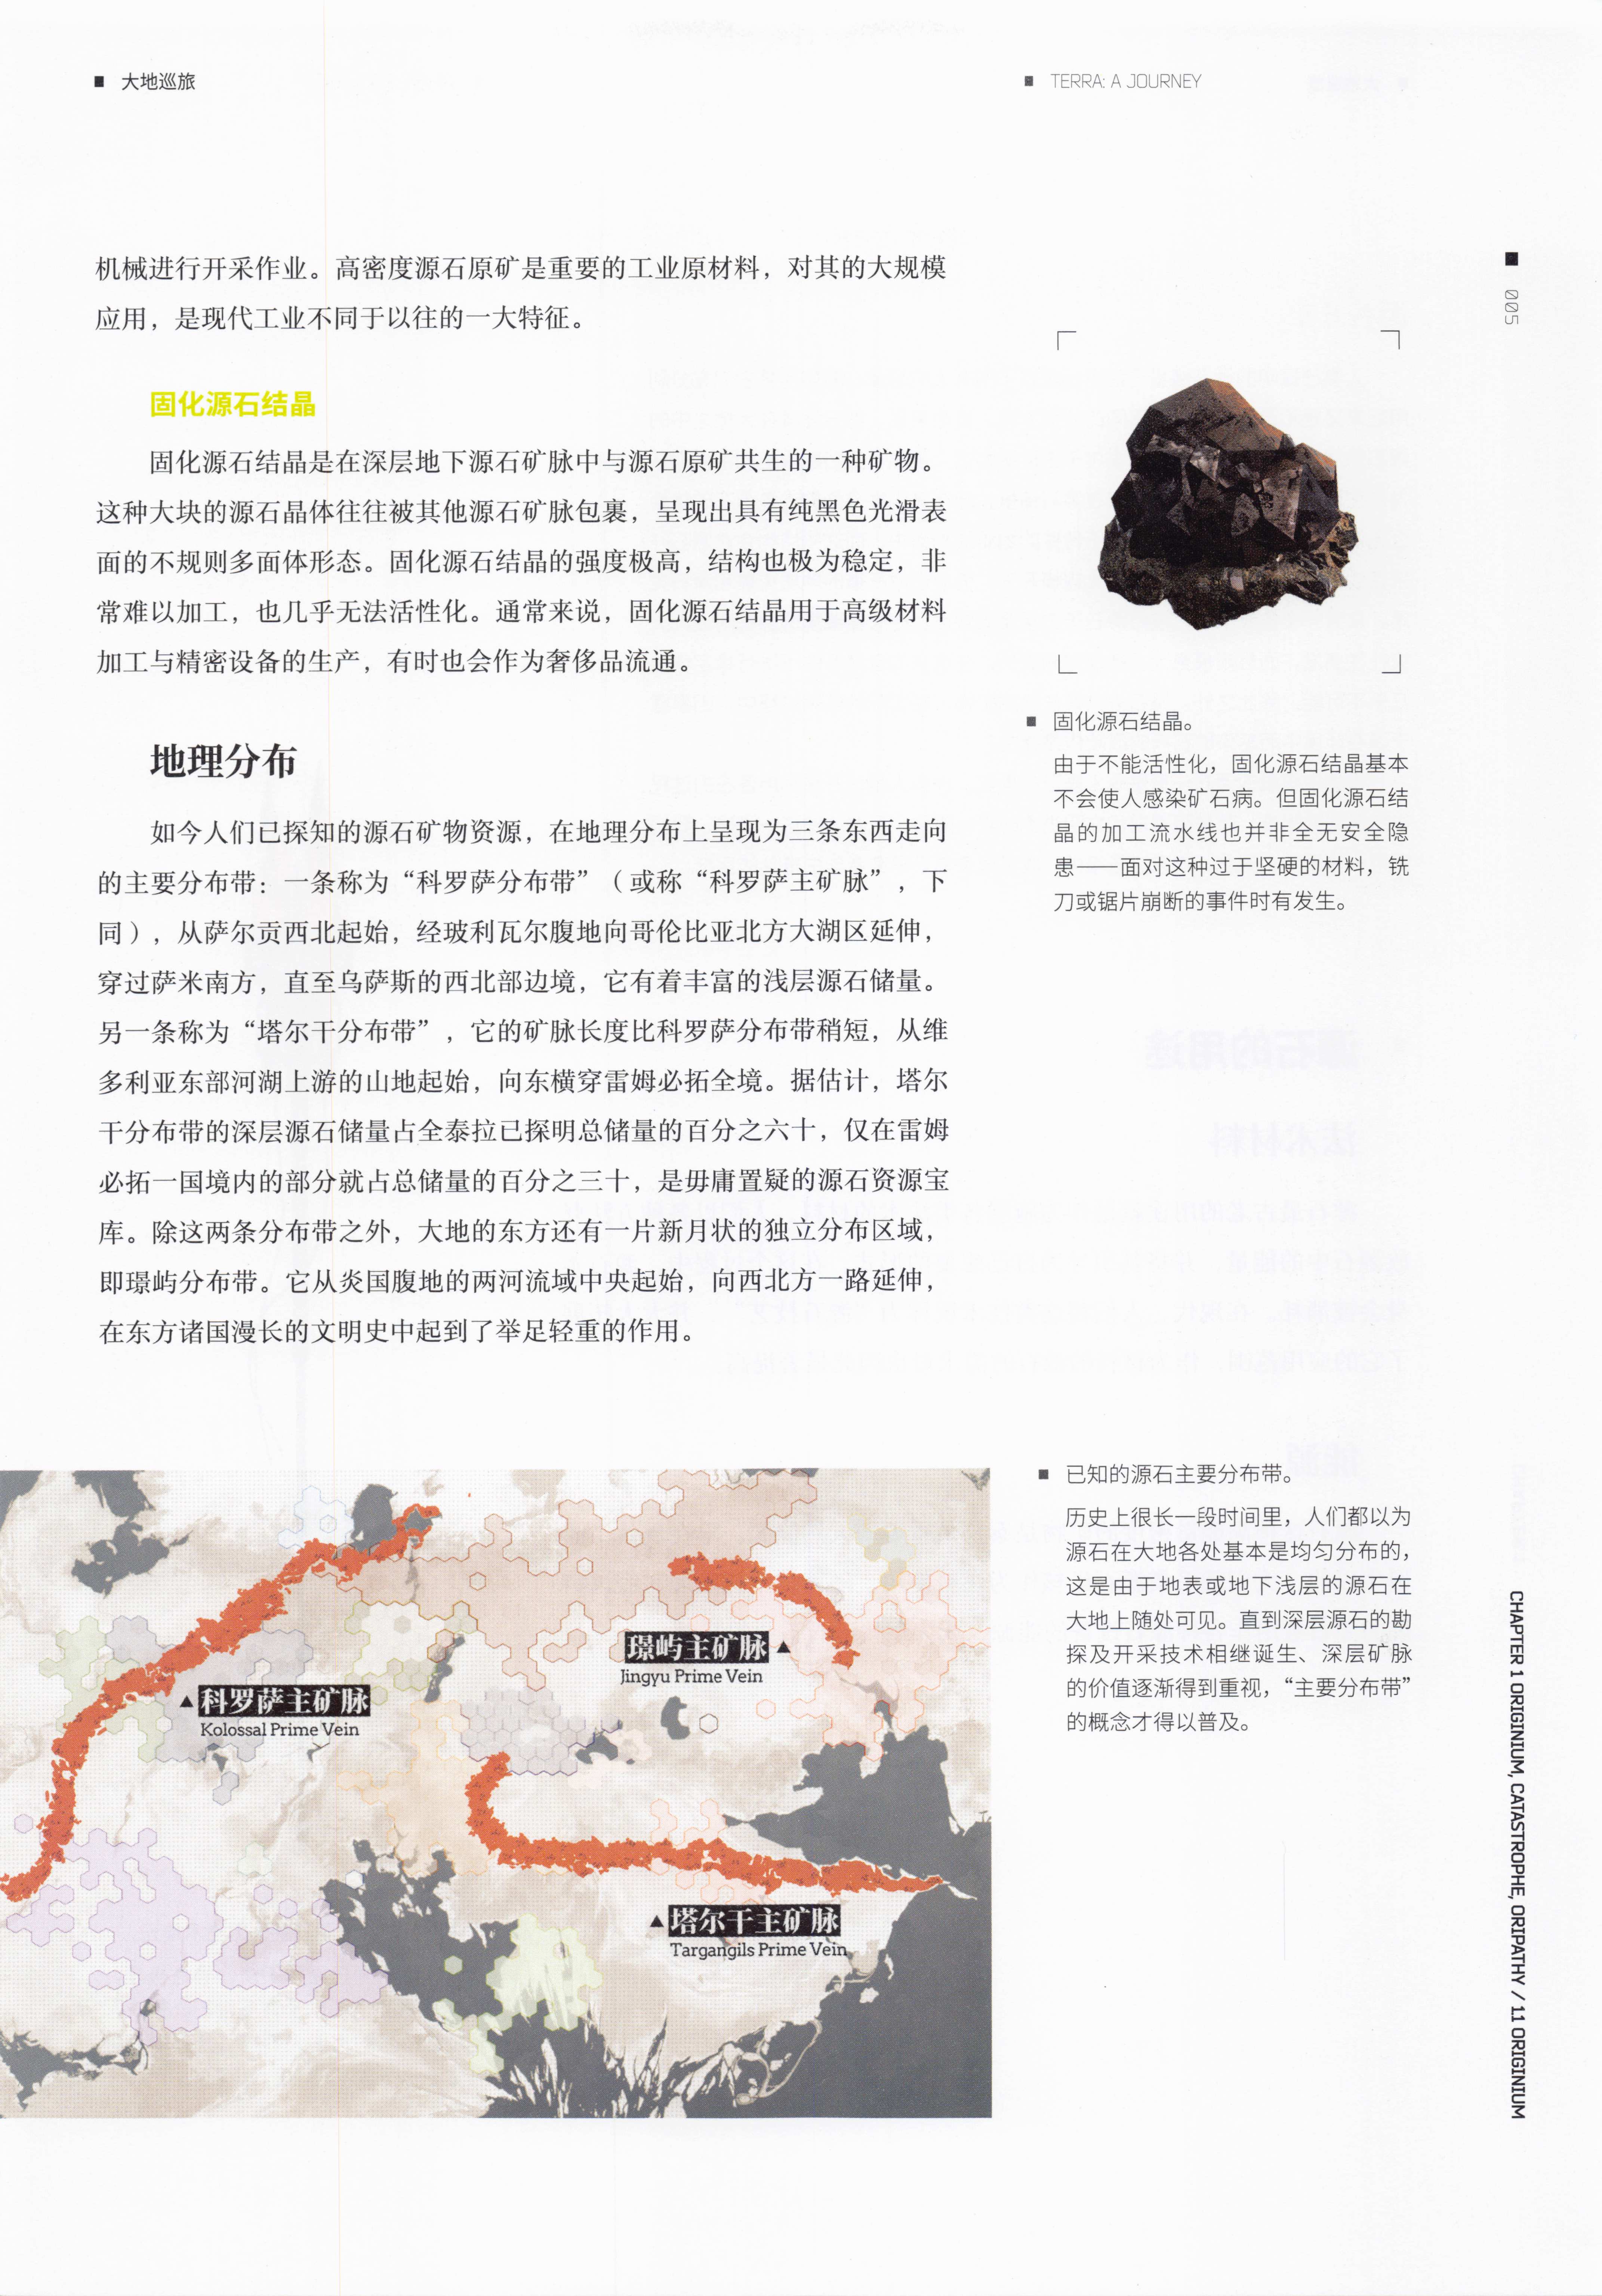 大地巡旅
TERRA: A JOURNEY
005
机械进行开采作业。高密度源石原矿是重要的工业原材料，对其的大规模
应用，是现代工业不同于以往的一大特征。
固化源石结晶
固化源石结晶是在深层地下源石矿脉中与源石原矿共生的一种矿物。
这种大块的源石晶体往往被其他源石矿脉包裹，呈现出具有纯黑色光滑表
面的不规则多面体形态。固化源石结晶的强度极高，结构也极为稳定，非
常难以加工，也几乎无法活性化。通常来说，固化源石结晶用于高级材料
加工与精密设备的生产，有时也会作为奢侈品流通。
固化源石结晶。
由于不能活性化，固化源石结晶基本
不会使人感染矿石病。但固化源石结
晶的加工流水线也并非全无安全隐
患——面对这种过于坚硬的材料，铣
刀或锯片崩断的事件时有发生。
地理分布
如今人们已探知的源石矿物资源，在地理分布上呈现为三条东西走向
的主要分布带：一条称为“科罗萨分布带”（或称“科罗萨主矿脉”，下
同），从萨尔贡西北起始，经玻利瓦尔腹地向哥伦比亚北方大湖区延伸，
穿过萨米南方，直至乌萨斯的西北部边境，它有着丰富的浅层源石储量。
另一条称为“塔尔干分布带”，它的矿脉长度比科罗萨分布带稍短，从维
多利亚东部河湖上游的山地起始，向东横穿雷姆必拓全境。据估计，塔尔
干分布带的深层源石储量占全泰拉已探明总储量的百分之六十，仅在雷姆
必拓一国境内的部分就占总储量的百分之三十，是毋庸置疑的源石资源宝
库。除这两条分布带之外，大地的东方还有一片新月状的独立分布区域，
即璟屿分布带。它从炎国腹地的两河流域中央起始，向西北方一路延伸，
在东方诸国漫长的文明史中起到了举足轻重的作用。
璟屿主矿脉
Jingyu Prime Vein
科罗萨主矿脉
Kolossal Prime Vein
塔尔干主矿脉
Targangils Prime Vein
已知的源石主要分布带。
历史上很长一段时间里，人们都以为
源石在大地各处基本是均匀分布的，
这是由于地表或地下浅层的源石在
大地上随处可见。直到深层源石的勘
探及开采技术相继诞生、深层矿脉
的价值逐渐得到重视，“主要分布带”
的概念才得以普及。
CHAPTER 1 ORIGINIUM, CATASTROPHE, ORIPATHY / 1.1 ORIGINIUM